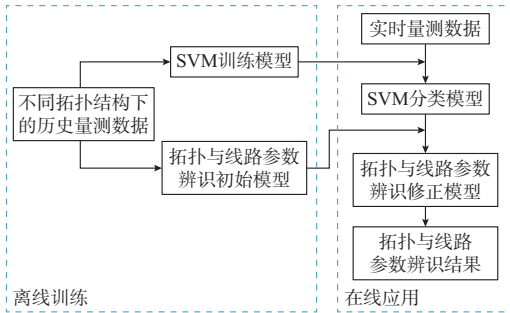 不同拓扑结构下
的历史量测数据
SVM训练模型
拓扑与线路参数
辨识初始模型
离线训练
实时量测数据
SVM分类模型
拓扑与线路参数
辨识修正模型
拓扑与线路
参数辨识结果
在线应用